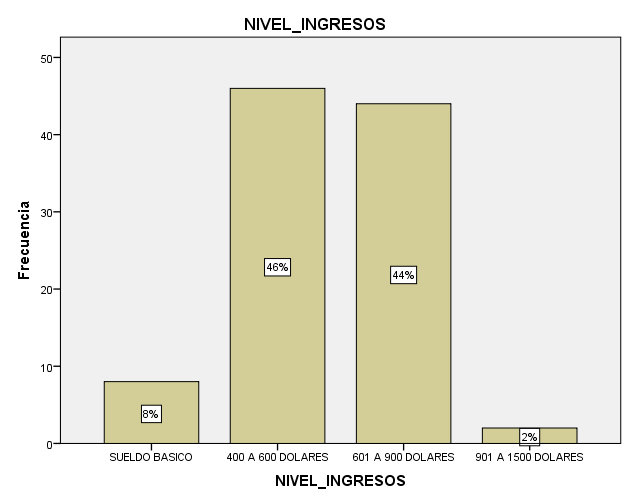 NIVEL_INGRESOS
50
40
30
20
10
0
Frecuencia
8%
46%
44%
2%
SUELDO BASICO
400 A 600 DOLARES
601 A 900 DOLARES
901 A 1500 DOLARES
NIVEL_INGRESOS